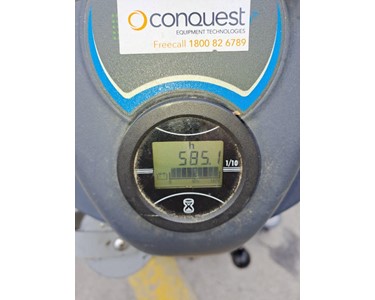 conquest
EQUIPMENT TECHNOLOGIES
Freecall 1800 82 6789
h
585.1
1/10